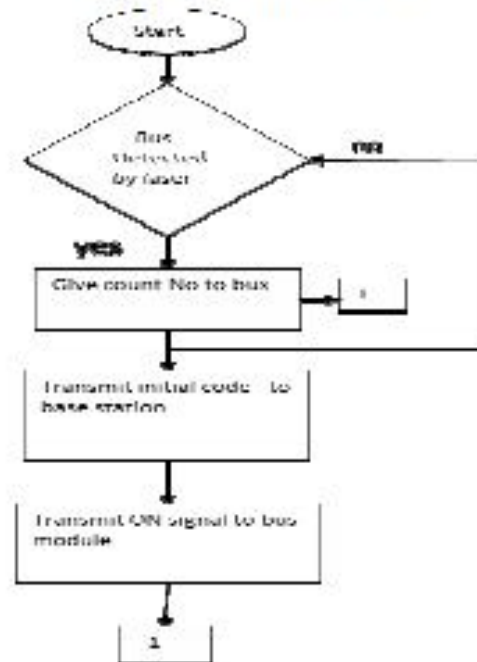 Start
Bus
Detected
by laser
no
yes
Give count No to bus
1
Transmit initial code to
base station
Transmit ON signal to bus
module
1